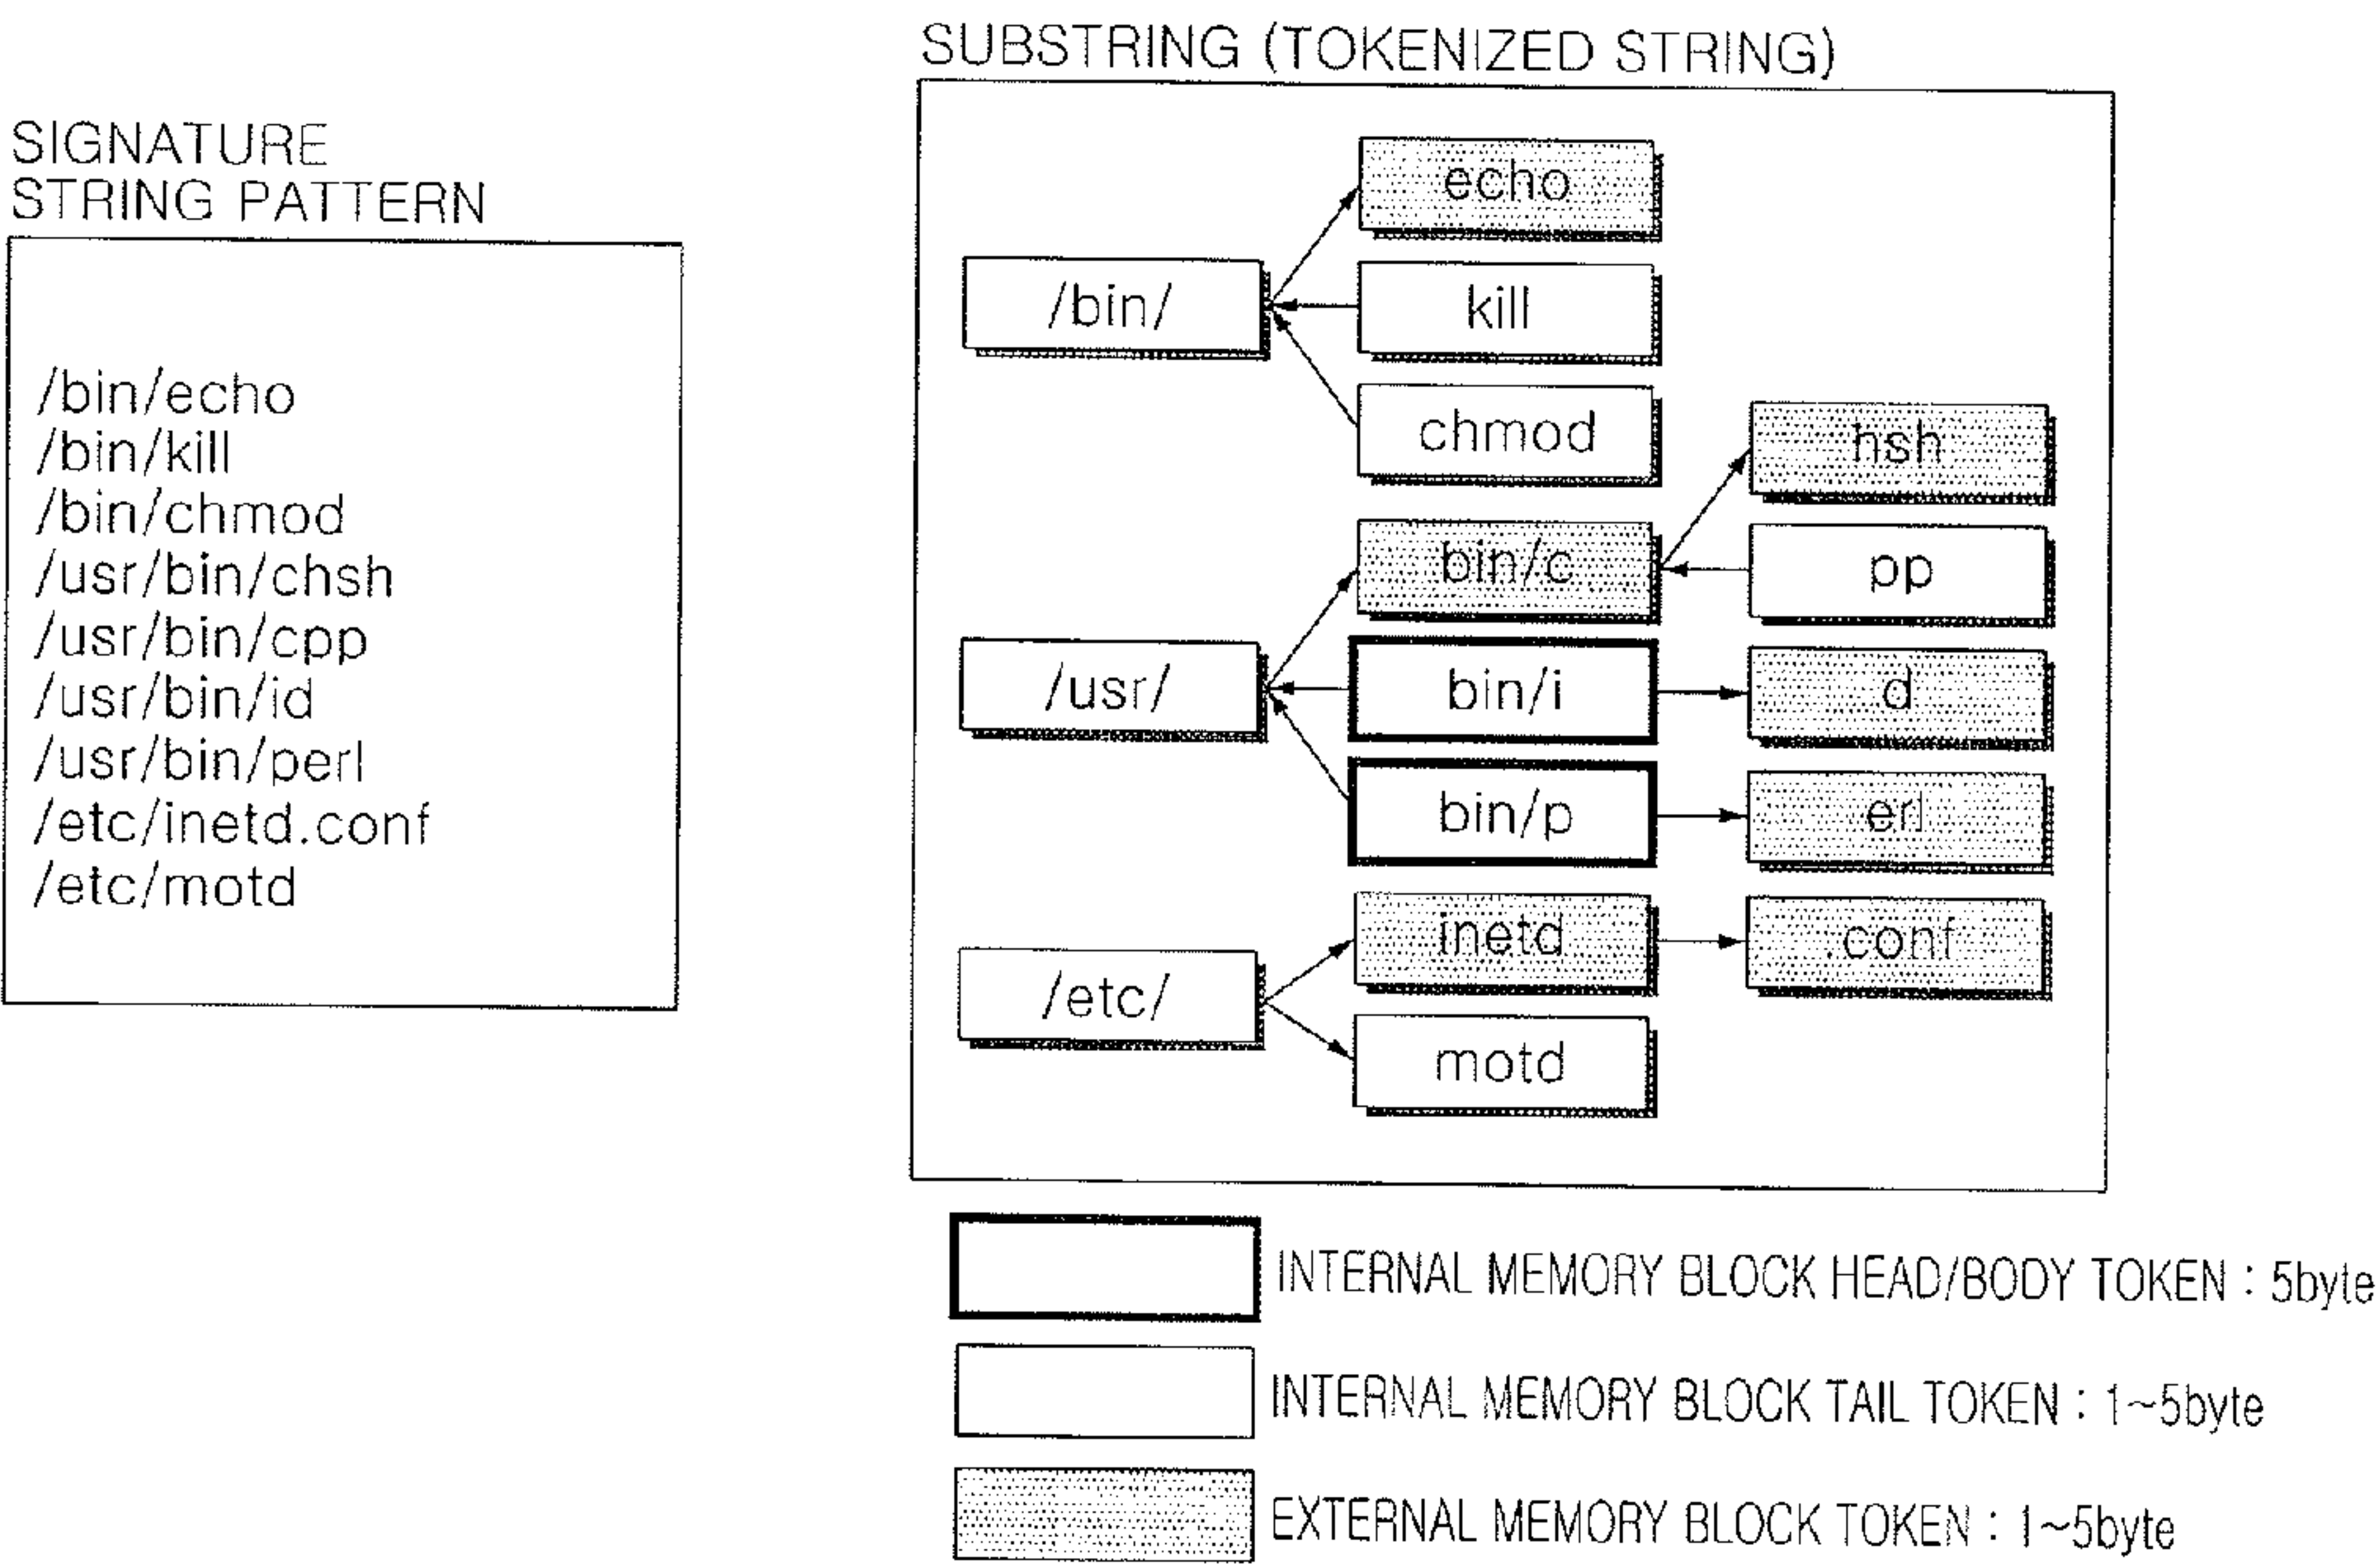 SIGNATURE
STRING PATTERN
/bin/echo
/bin/kill
/bin/chmod
/usr/bin/chsh
/usr/bin/cpp
/usr/bin/id
/usr/bin/perl
/etc/inetd.conf
/etc/motd
SUBSTRING (TOKENIZED STRING)
/bin/
echo
kill
chmod
/usr/
bin/c
hsh
pp
bin/i
d
bin/p
erl
/etc/
inetd
.conf
motd
INTERNAL MEMORY BLOCK HEAD/BODY TOKEN : 5byte
INTERNAL MEMORY BLOCK TAIL TOKEN : 1~5byte
EXTERNAL MEMORY BLOCK TOKEN : 1~5byte